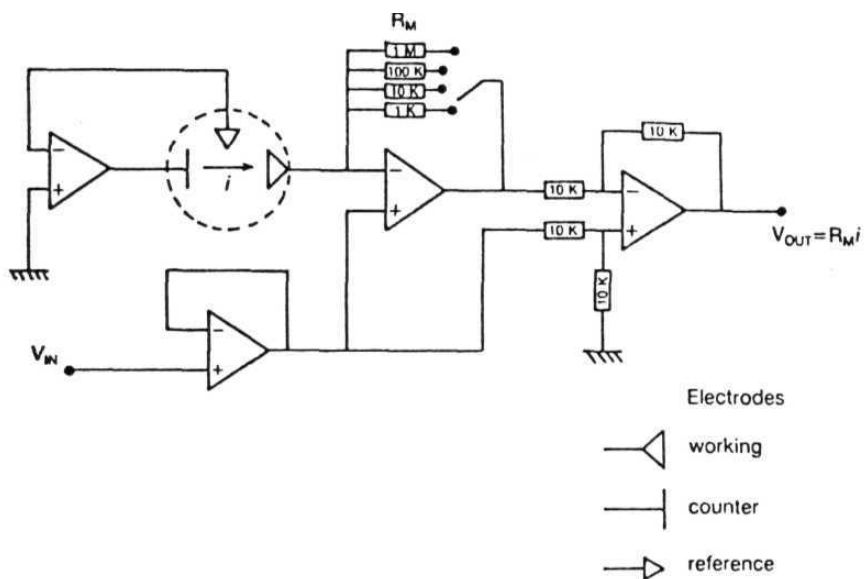 R_M
1 M
100 K
10 K
1 K
−
+
i
−
+
10 K
10 K
−
+
10 K
10 K
V_OUT=R_M i
V_IN
−
+
Electrodes
working
counter
reference